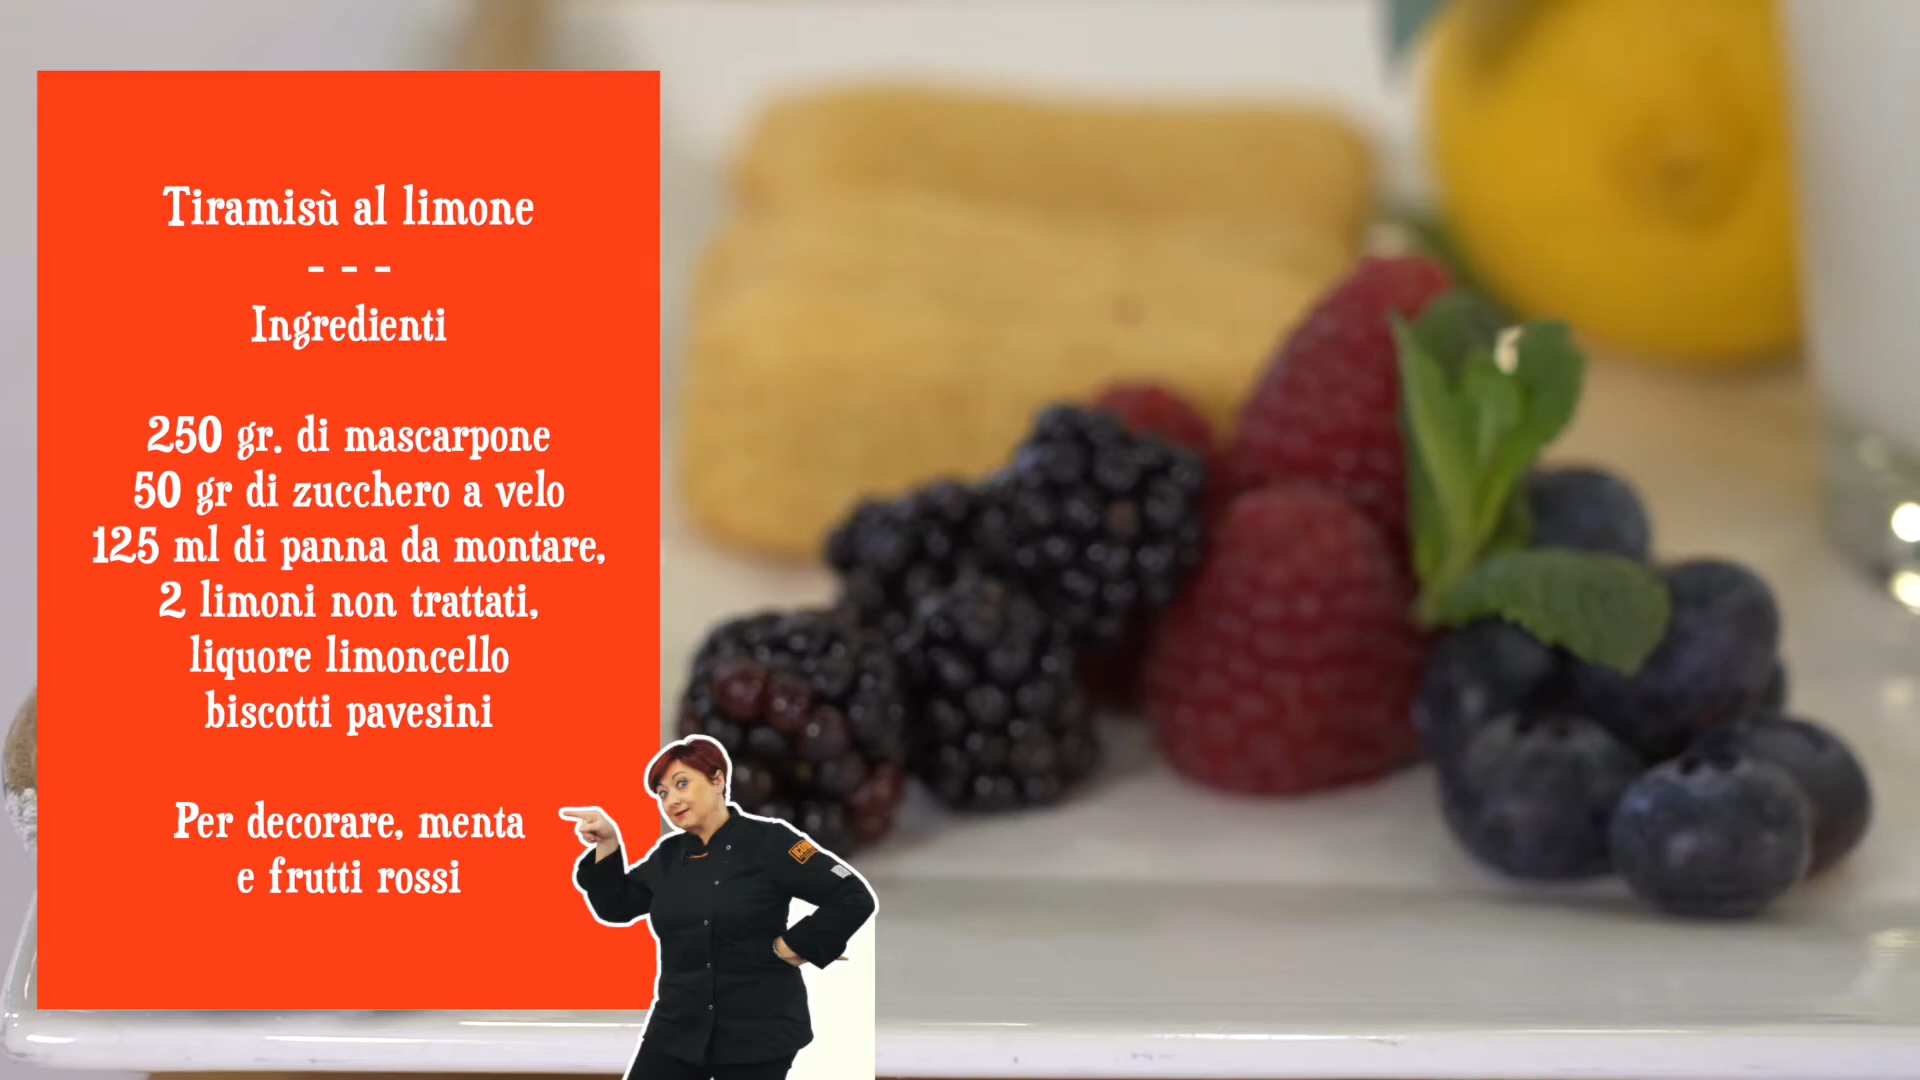 Tiramisù al limone
- - -
Ingredienti
250 gr. di mascarpone
50 gr di zucchero a velo
125 ml di panna da montare,
2 limoni non trattati,
liquore limoncello
biscotti pavesini
Per decorare, menta
e frutti rossi